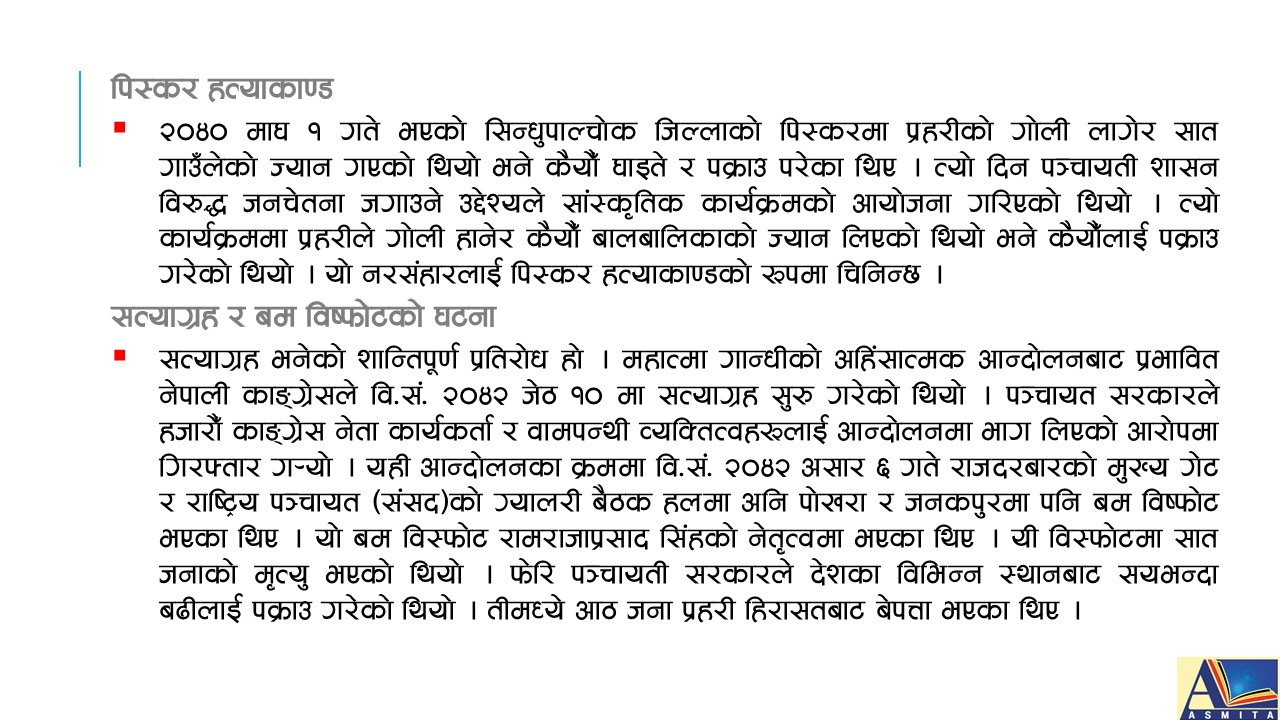 पिस्कर हत्याकाण्ड
२०४० माघ १ गते भएको सिन्धुपाल्चोक जिल्लाको पिस्करमा प्रहरीको गोली लागेर सात
गाउँलेको ज्यान गएको थियो भने कैयौँ घाइते र पक्राउ परेका थिए । त्यो दिन पञ्चायती शासन
विरुद्ध जनचेतना जगाउने उद्देश्यले सांस्कृतिक कार्यक्रमको आयोजना गरिएको थियो । त्यो
कार्यक्रममा प्रहरीले गोली हानेर कैयौँ बालबालिकाको ज्यान लिएको थियो भने कैयौँलाई पक्राउ
गरेको थियो । यो नरसंहारलाई पिस्कर हत्याकाण्डको रुपमा चिनिन्छ ।
सत्याग्रह र बम विष्फोटको घटना
सत्याग्रह भनेको शान्तिपूर्ण प्रतिरोध हो । महात्मा गान्धीको अहिंसात्मक आन्दोलनबाट प्रभावित
नेपाली काङ्ग्रेसले वि.सं. २०४२ जेठ १० मा सत्याग्रह सुरु गरेको थियो । पञ्चायत सरकारले
हजारौँ काङ्ग्रेस नेता कार्यकर्ता र वामपन्थी व्यक्तित्वहरूलाई आन्दोलनमा भाग लिएको आरोपमा
गिरफ्तार गऱ्यो । यही आन्दोलनका क्रममा वि.सं. २०४२ असार ६ गते राजदरबारको मुख्य गेट
र राष्ट्रिय पञ्चायत (संसद)को ग्यालरी बैठक हलमा अनि पोखरा र जनकपुरमा पनि बम विष्फोट
भएका थिए । यो बम विस्फोट रामराजाप्रसाद सिंहको नेतृत्वमा भएका थिए । यी विस्फोटमा सात
जनाको मृत्यु भएको थियो । फेरि पञ्चायती सरकारले देशका विभिन्न स्थानबाट सयभन्दा
बढीलाई पक्राउ गरेको थियो । तीमध्ये आठ जना प्रहरी हिरासतबाट बेपत्ता भएका थिए ।
ASMITA